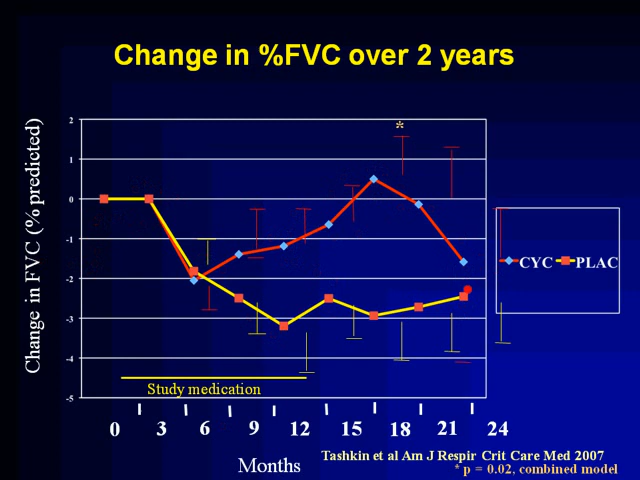 Change in %FVC over 2 years
Change in FVC (% predicted)
2
1
0
-1
-2
-3
-4
-5
*
CYC PLAC
Study medication
0 3 6 9 12 15 18 21 24
Months
Tashkin et al Am J Respir Crit Care Med 2007
* p = 0.02, combined model